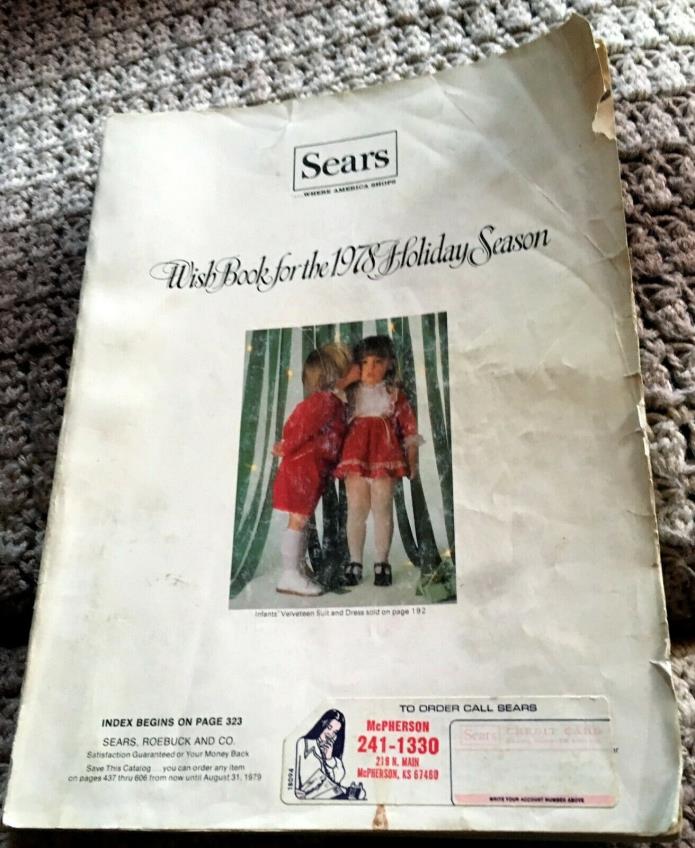 Sears
WHERE AMERICA SHOPS
Wish Book for the 1978 Holiday Season
Infants' Velveteen Suit and Dress sold on page 192
INDEX BEGINS ON PAGE 323
SEARS, ROEBUCK AND CO.
Satisfaction Guaranteed or Your Money Back
Save This Catalog ... you can order any item
on pages 437 thru 606 from now until August 31, 1979
TO ORDER CALL SEARS
McPHERSON
241-1330
218 N. MAIN
McPHERSON, KS 67460
18094
Sears CREDIT CARD
WRITE YOUR ACCOUNT NUMBER ABOVE